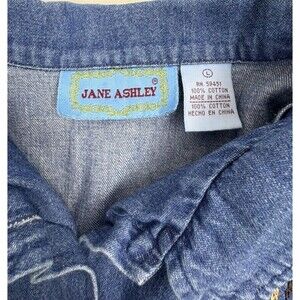 JANE ASHLEY
©
L
RN 59451
100% COTTON
MADE IN CHINA
100% COTTON
HECHO EN CHINA